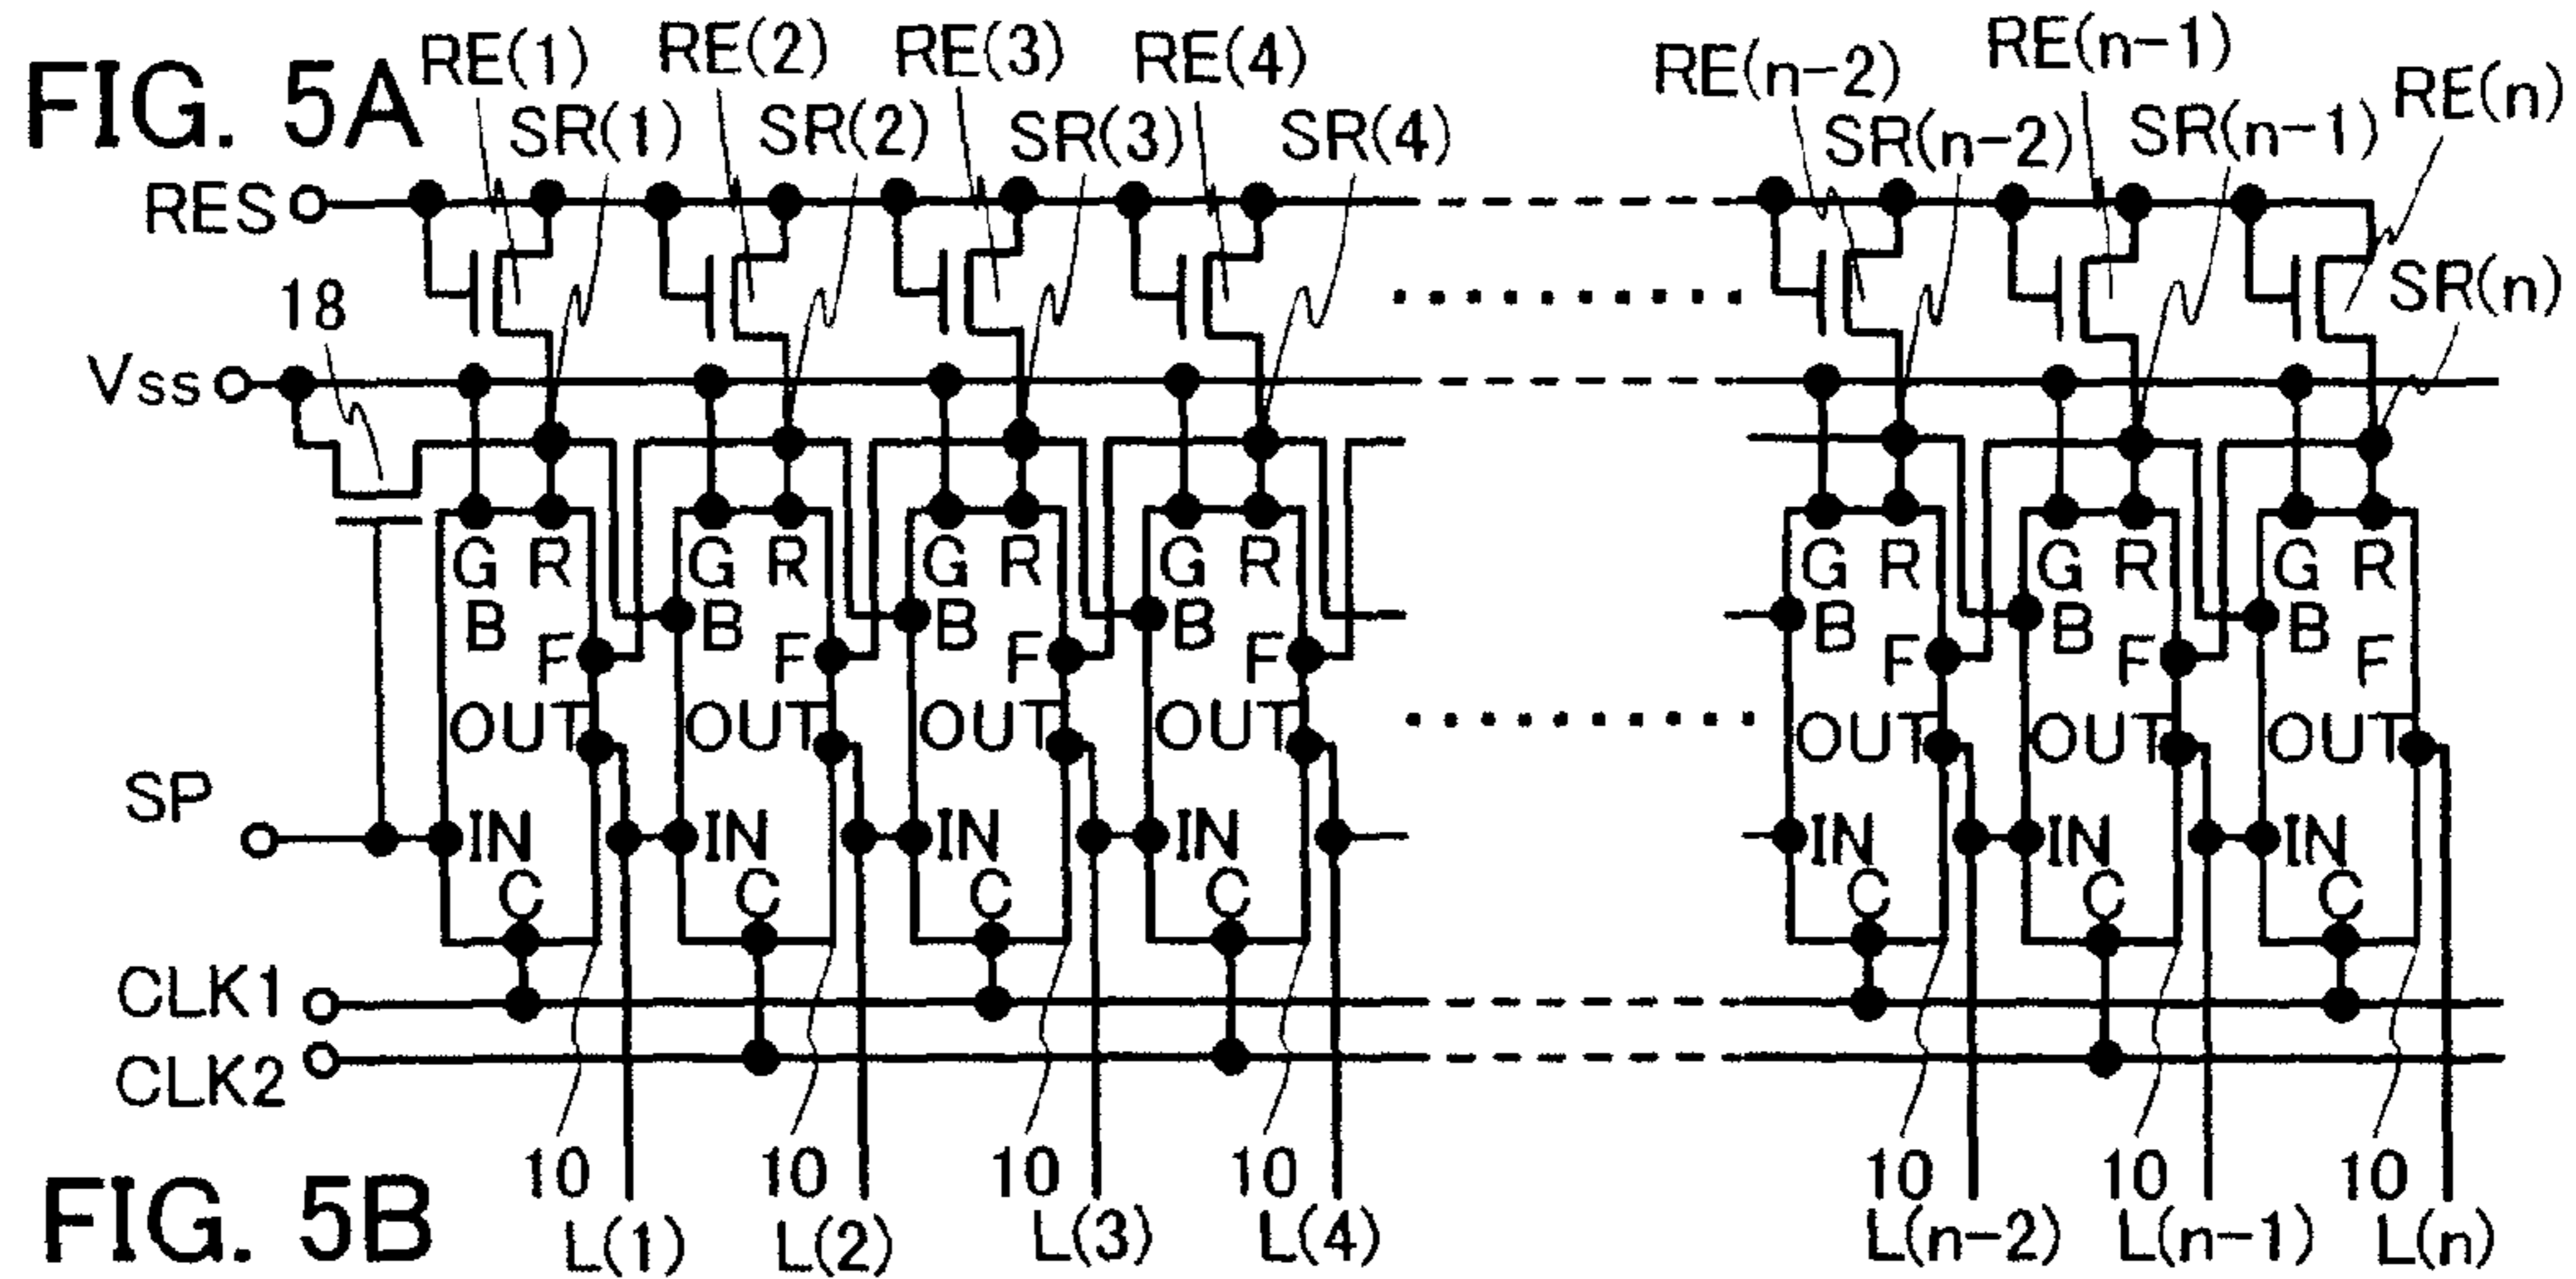 FIG. 5A
RE(1) RE(2) RE(3) RE(4) RE(n-2) RE(n-1) RE(n)
SR(1) SR(2) SR(3) SR(4) SR(n-2) SR(n-1)
RES
18 SR(n)
Vss
G R G R G R G R G R G R G R
B B B B B B
F F F F F F F
OUT OUT OUT OUT OUT OUT OUT
SP
IN IN IN IN IN IN IN
C C C C C C C
CLK1
CLK2
10 10 10 10 10 10 10
L(1) L(2) L(3) L(4) L(n-2) L(n-1) L(n)
FIG. 5B